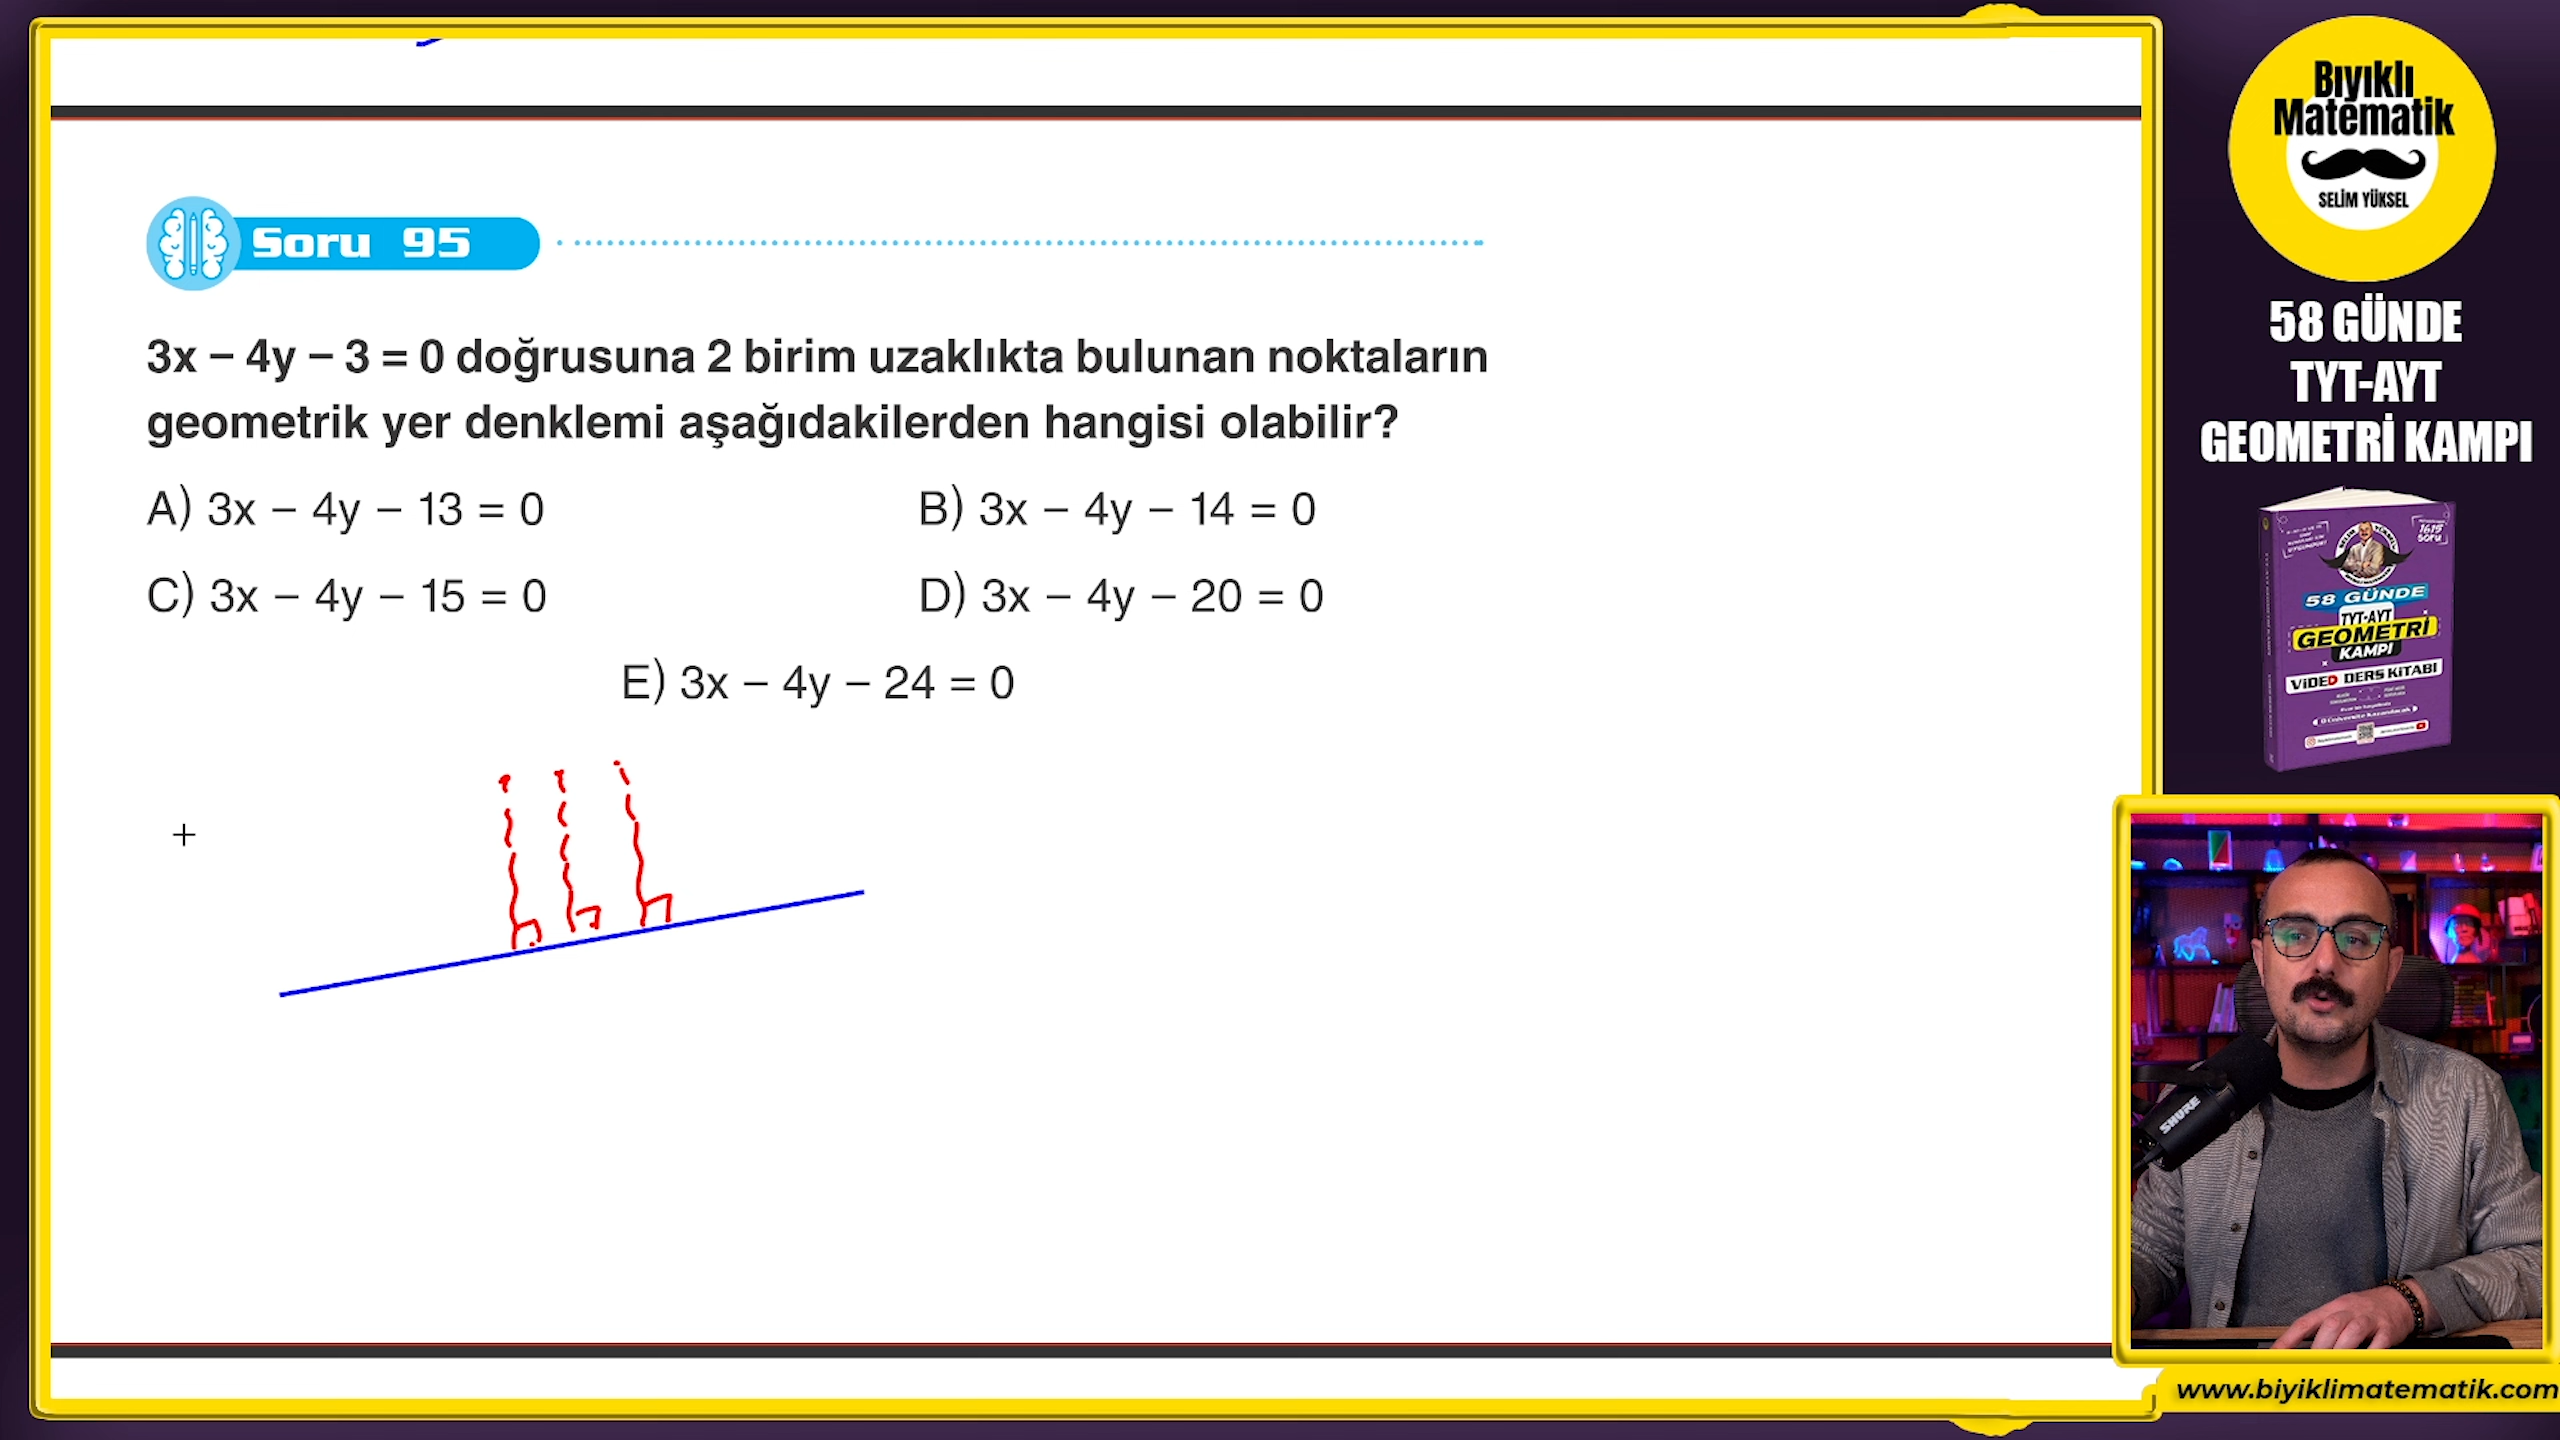 Bıyıklı
Matematik
SELİM YÜKSEL
58 GÜNDE
TYT-AYT
GEOMETRİ KAMPI
Soru 95
3x – 4y – 3 = 0 doğrusuna 2 birim uzaklıkta bulunan noktaların
geometrik yer denklemi aşağıdakilerden hangisi olabilir?
A) 3x – 4y – 13 = 0
B) 3x – 4y – 14 = 0
C) 3x – 4y – 15 = 0
D) 3x – 4y – 20 = 0
E) 3x – 4y – 24 = 0
1615
SORU
58 GÜNDE
TYT-AYT
GEOMETRİ
KAMPI
VİDEO DERS KİTABI
SHURE
www.biyiklimatematik.com